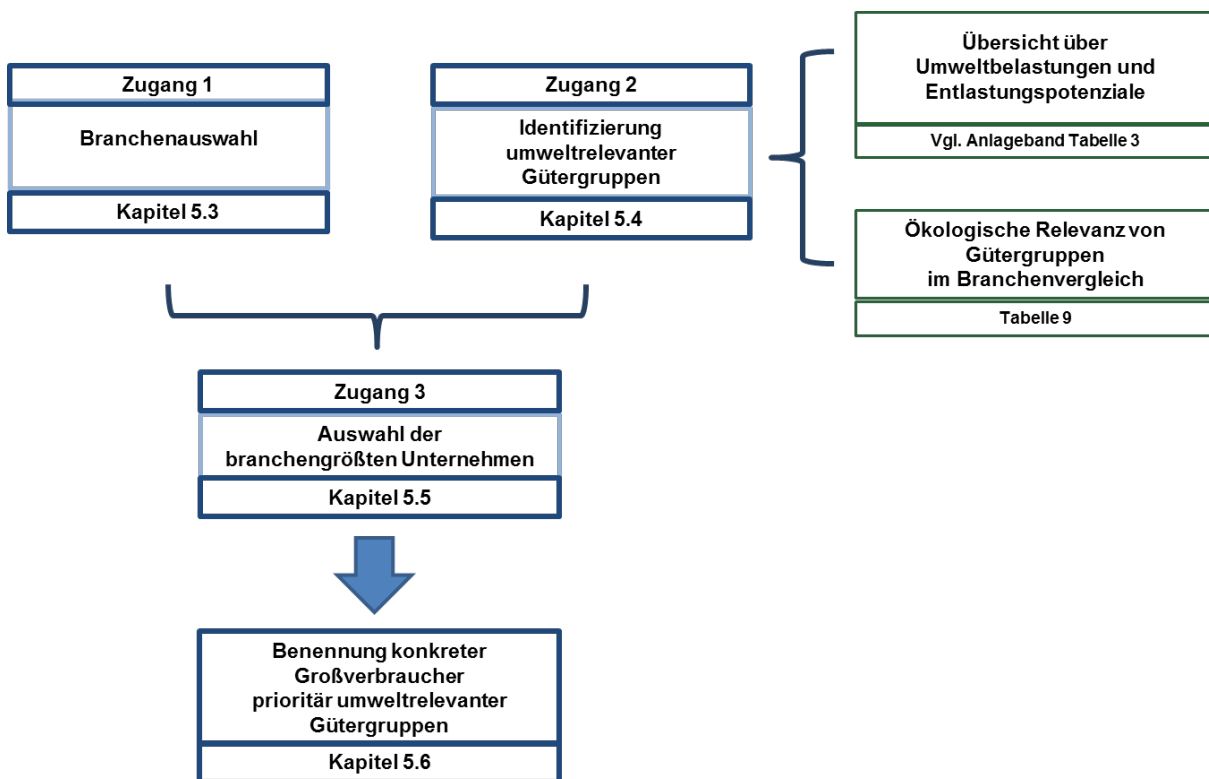 Zugang 1
Branchenauswahl
Kapitel 5.3
Zugang 2
Identifizierung
umweltrelevanter
Gütergruppen
Kapitel 5.4
Übersicht über
Umweltbelastungen und
Entlastungspotenziale
Vgl. Anlageband Tabelle 3
Ökologische Relevanz von
Gütergruppen
im Branchenvergleich
Tabelle 9
Zugang 3
Auswahl der
branchengrößten Unternehmen
Kapitel 5.5
Benennung konkreter
Großverbraucher
prioritär umweltrelevanter
Gütergruppen
Kapitel 5.6